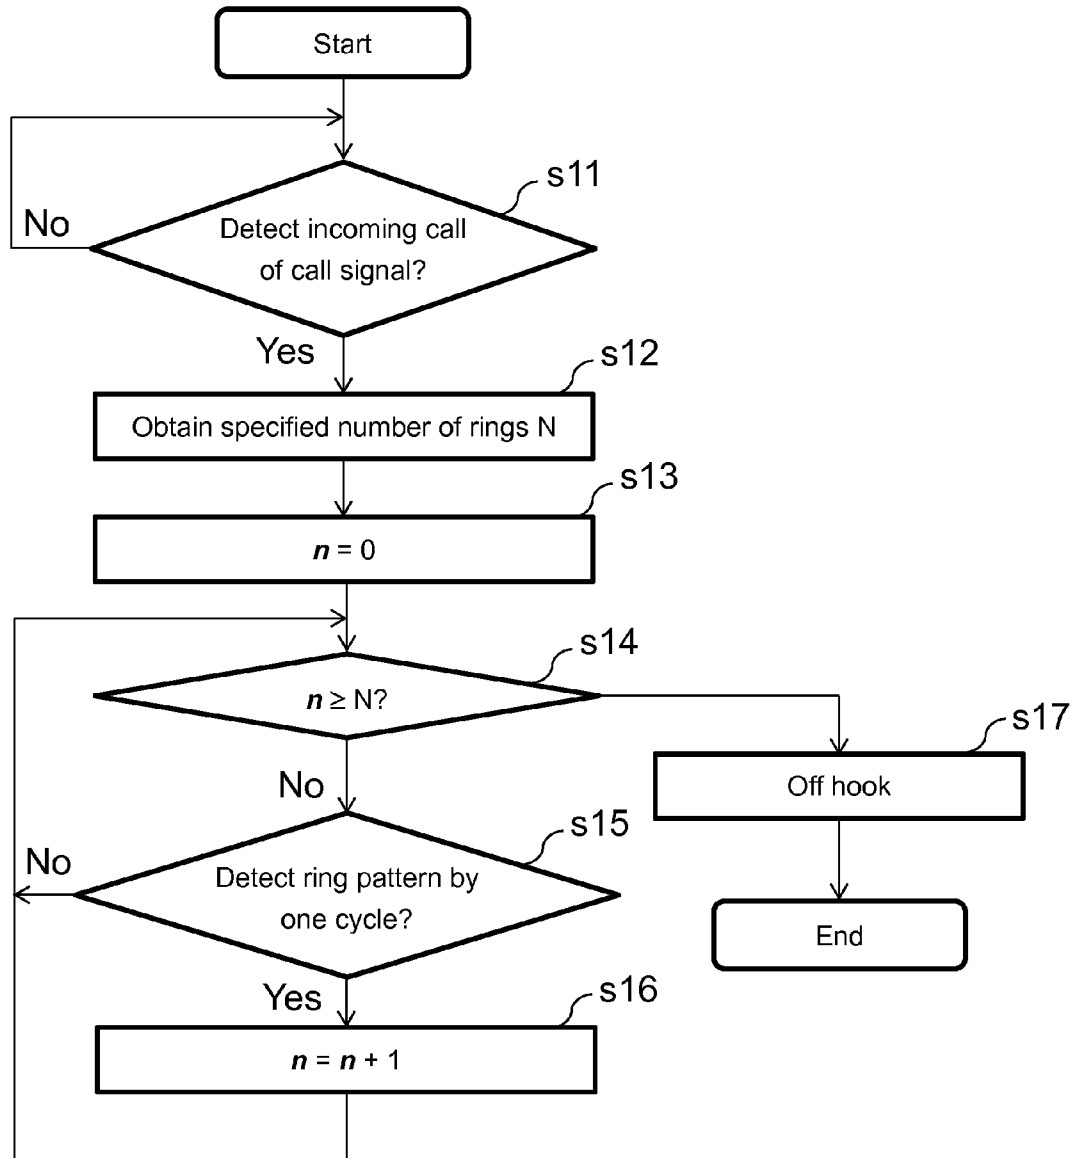 Start
s11
No
Detect incoming call
of call signal?
Yes
s12
Obtain specified number of rings N
s13
n = 0
s14
n ≥ N?
s17
No
Off hook
s15
No
Detect ring pattern by
one cycle?
End
Yes
s16
n = n + 1